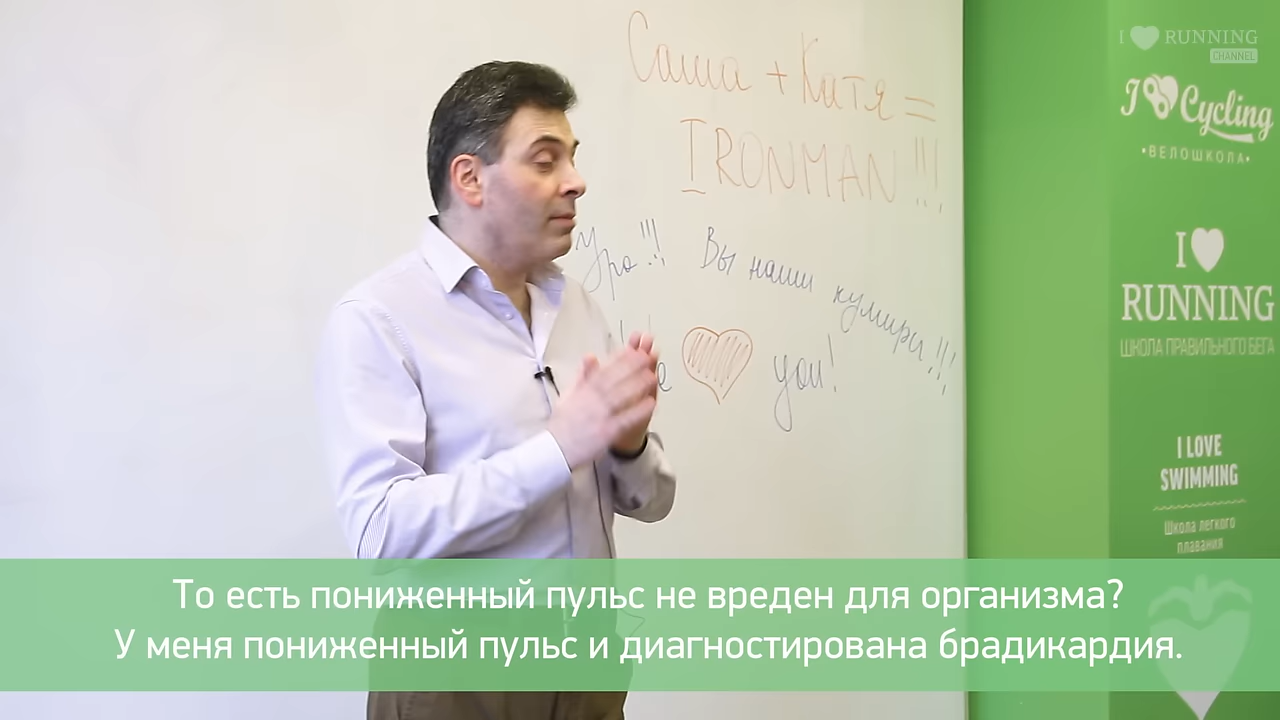 Саша + Катя =
IRONMAN!!!
Ура!!! Вы наши кумиры!!!
you!
I RUNNING
CHANNEL
I Cycling
•ВЕЛОШКОЛА•
I
RUNNING
ШКОЛА ПРАВИЛЬНОГО БЕГА
I LOVE
SWIMMING
Школа легкого
плавания
То есть пониженный пульс не вреден для организма?
У меня пониженный пульс и диагностирована брадикардия.